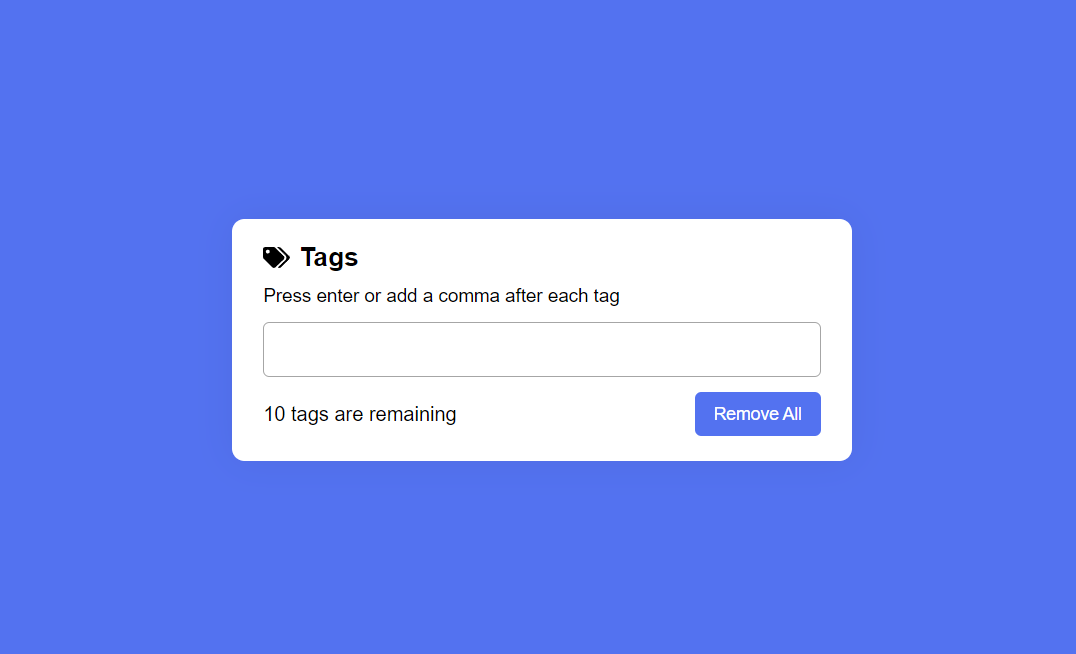 Tags
Press enter or add a comma after each tag
10 tags are remaining
Remove All